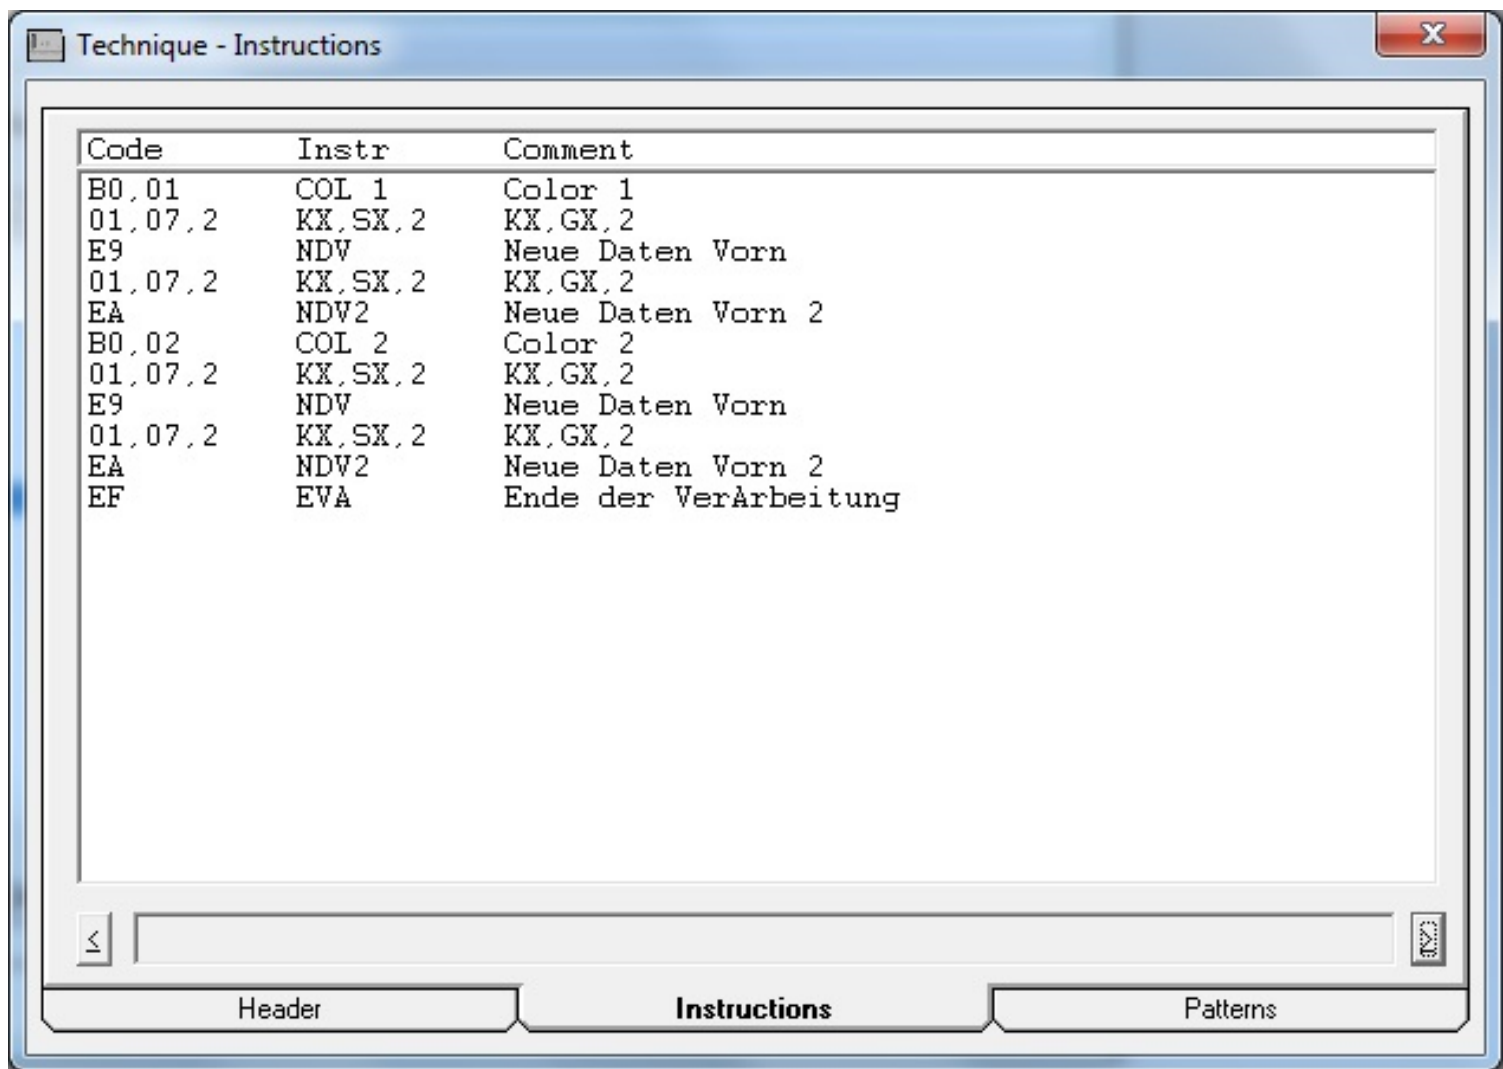 Technique - Instructions
Code Instr Comment
B0,01 COL 1 Color 1
01,07,2 KX,SX,2 KX,GX,2
E9 NDV Neue Daten Vorn
01,07,2 KX,SX,2 KX,GX,2
EA NDV2 Neue Daten Vorn 2
B0,02 COL 2 Color 2
01,07,2 KX,SX,2 KX,GX,2
E9 NDV Neue Daten Vorn
01,07,2 KX,SX,2 KX,GX,2
EA NDV2 Neue Daten Vorn 2
EF EVA Ende der VerArbeitung
< >
Header Instructions Patterns